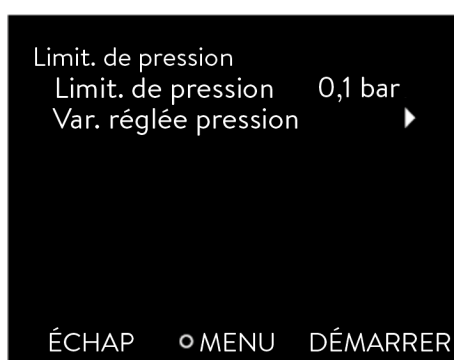 Limit. de pression
Limit. de pression 0,1 bar
Var. réglée pression
ÉCHAP MENU DÉMARRER